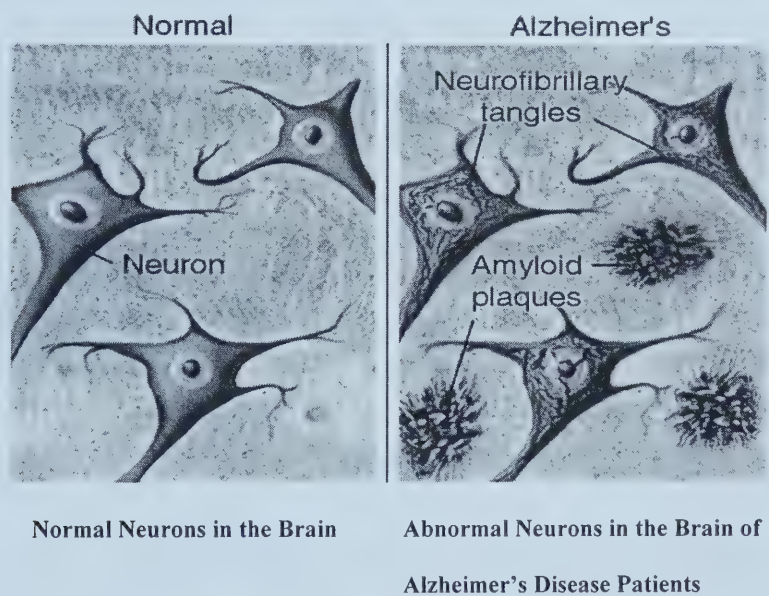 Normal
Alzheimer's
Neurofibrillary
tangles
Neuron
Amyloid
plaques
Normal Neurons in the Brain
Abnormal Neurons in the Brain of
Alzheimer's Disease Patients